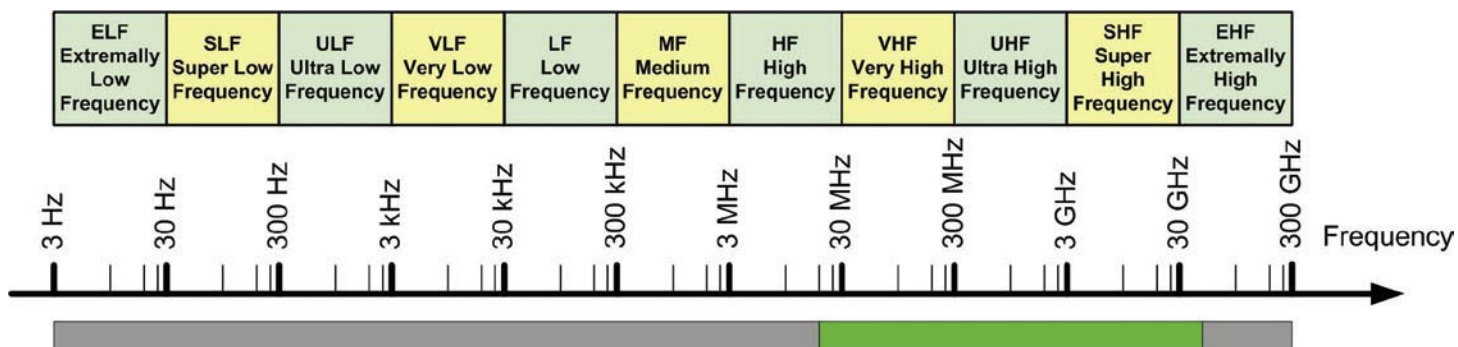 ELF
Extremally
Low
Frequency
SLF
Super Low
Frequency
ULF
Ultra Low
Frequency
VLF
Very Low
Frequency
LF
Low
Frequency
MF
Medium
Frequency
HF
High
Frequency
VHF
Very High
Frequency
UHF
Ultra High
Frequency
SHF
Super
High
Frequency
EHF
Extremally
High
Frequency
3 Hz
30 Hz
300 Hz
3 kHz
30 kHz
300 kHz
3 MHz
30 MHz
300 MHz
3 GHz
30 GHz
300 GHz
Frequency